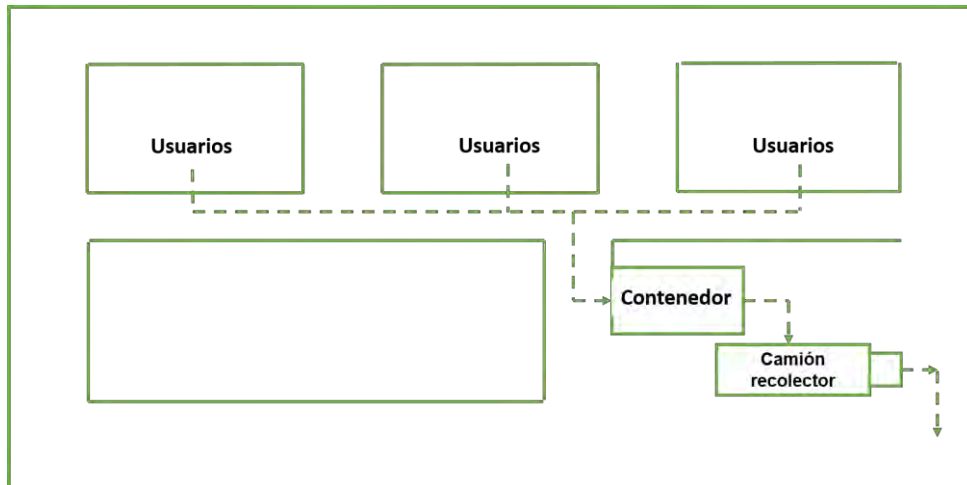 Usuarios
Usuarios
Usuarios
Contenedor
Camión
recolector